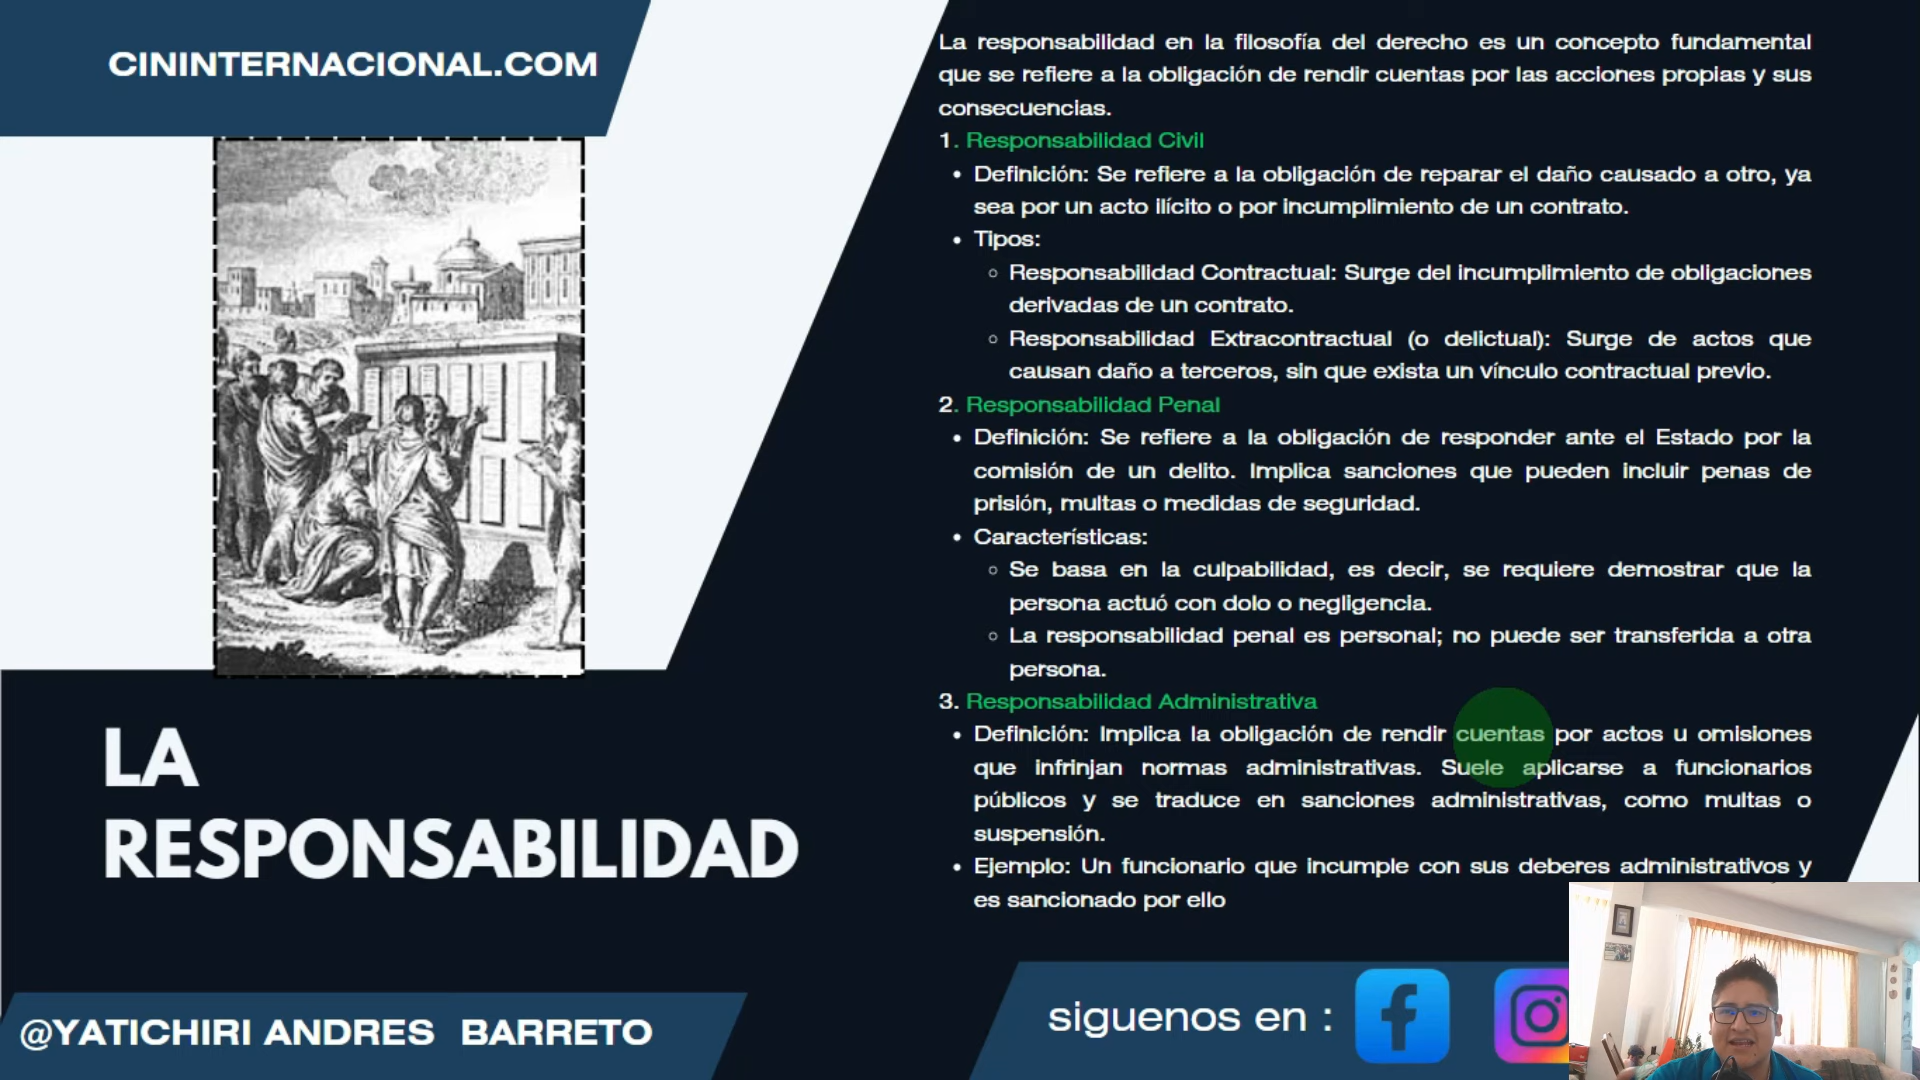 CININTERNACIONAL.COM
LA
RESPONSABILIDAD
@YATICHIRI ANDRES BARRETO
La responsabilidad en la filosofía del derecho es un concepto fundamental
que se refiere a la obligación de rendir cuentas por las acciones propias y sus
consecuencias.
1. Responsabilidad Civil
• Definición: Se refiere a la obligación de reparar el daño causado a otro, ya
sea por un acto ilícito o por incumplimiento de un contrato.
• Tipos:
◦ Responsabilidad Contractual: Surge del incumplimiento de obligaciones
derivadas de un contrato.
◦ Responsabilidad Extracontractual (o delictual): Surge de actos que
causan daño a terceros, sin que exista un vínculo contractual previo.
2. Responsabilidad Penal
• Definición: Se refiere a la obligación de responder ante el Estado por la
comisión de un delito. Implica sanciones que pueden incluir penas de
prisión, multas o medidas de seguridad.
• Características:
◦ Se basa en la culpabilidad, es decir, se requiere demostrar que la
persona actuó con dolo o negligencia.
◦ La responsabilidad penal es personal; no puede ser transferida a otra
persona.
3. Responsabilidad Administrativa
• Definición: Implica la obligación de rendir cuentas por actos u omisiones
que infrinjan normas administrativas. Suele aplicarse a funcionarios
públicos y se traduce en sanciones administrativas, como multas o
suspensión.
• Ejemplo: Un funcionario que incumple con sus deberes administrativos y
es sancionado por ello
siguenos en :